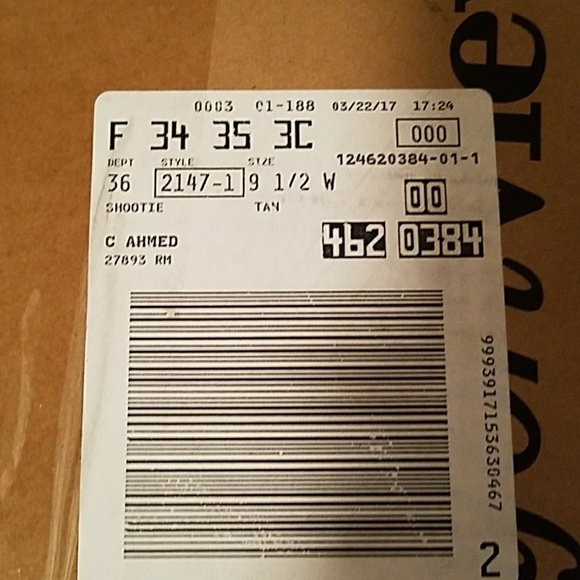 0003 01-188 03/22/17 17:24
F 34 35 3C 000
DEPT STYLE SIZE 124620384-01-1
36 2147-1 9 1/2 W 00
SHOOTIE TAN
C AHMED 462 0384
27893 RM
9993917153630467
2